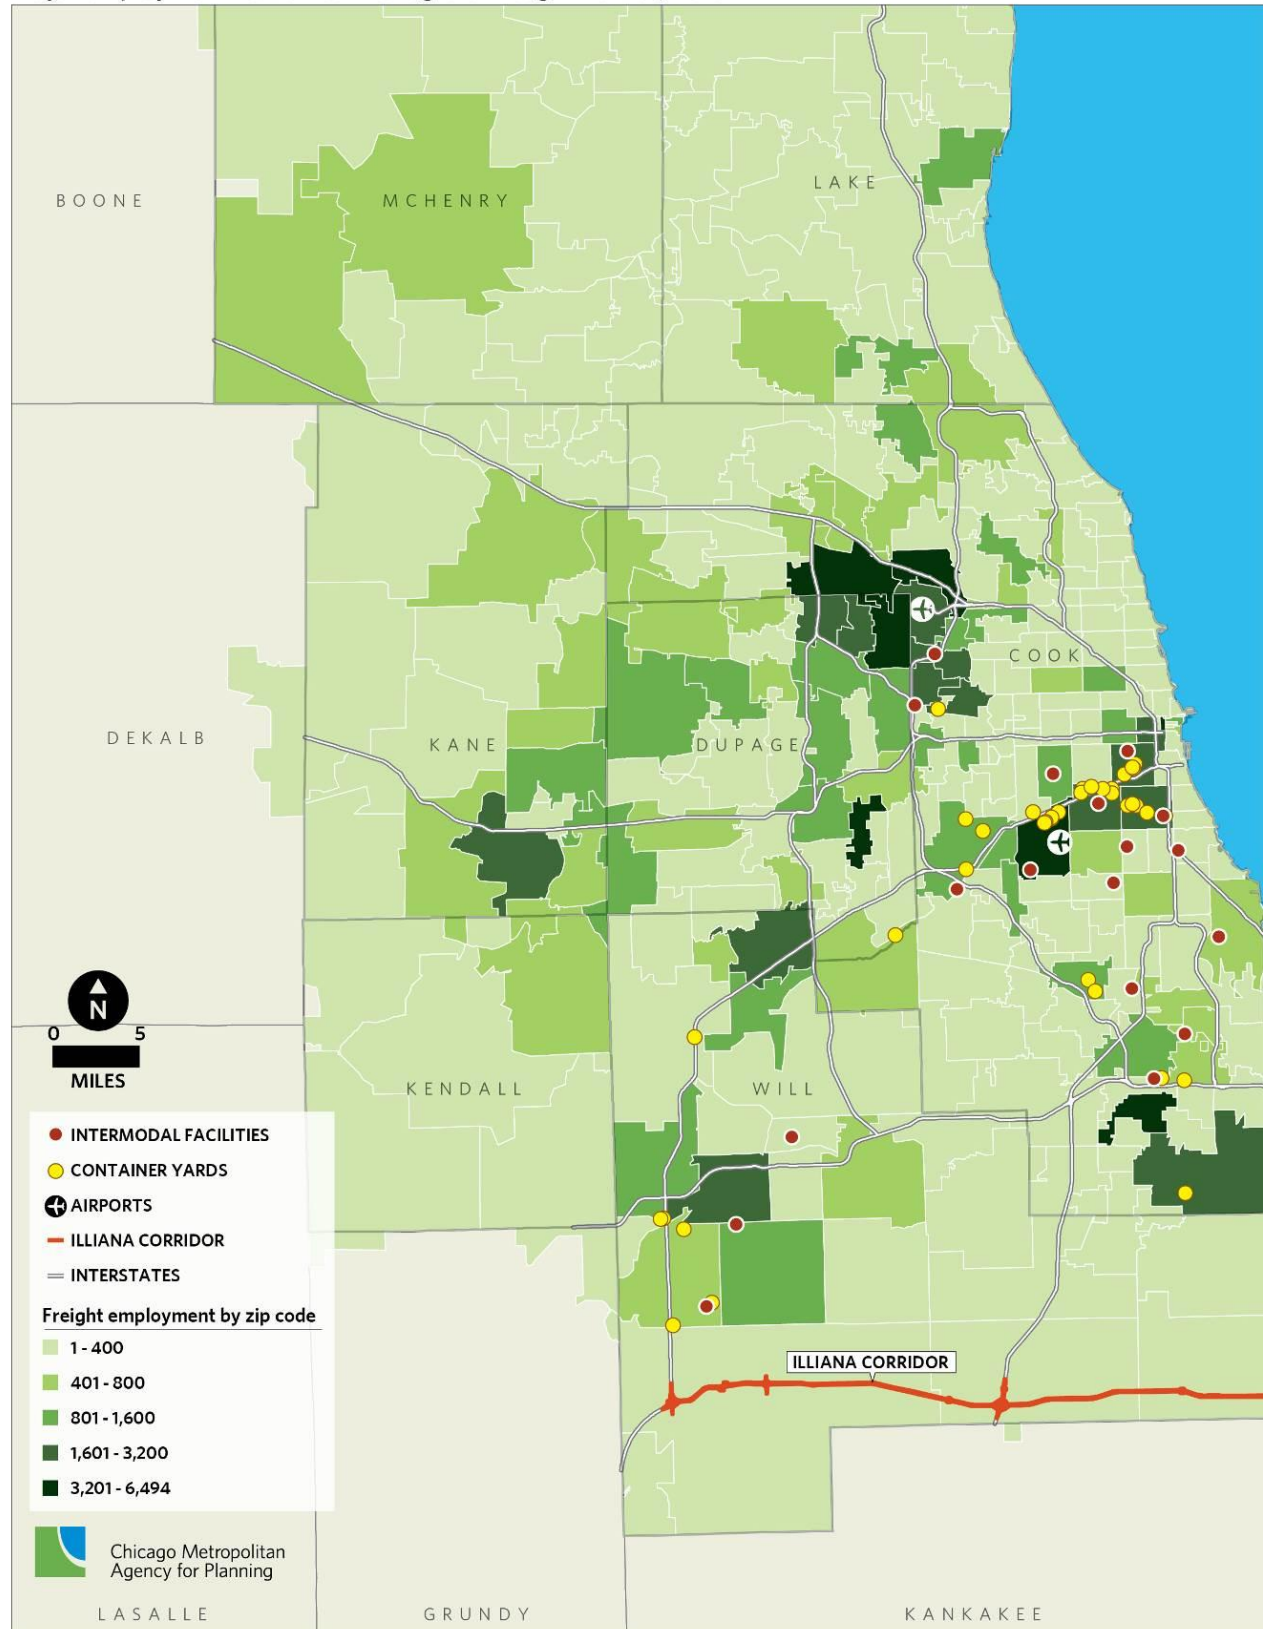 BOONE
MCHENRY
LAKE
COOK
DEKALB
KANE
DUPAGE
N
0 5
MILES
KENDALL
WILL
INTERMODAL FACILITIES
CONTAINER YARDS
AIRPORTS
ILLIANA CORRIDOR
INTERSTATES
Freight employment by zip code
1 - 400
401 - 800
801 - 1,600
1,601 - 3,200
3,201 - 6,494
ILLIANA CORRIDOR
Chicago Metropolitan
Agency for Planning
LASALLE
GRUNDY
KANKAKEE